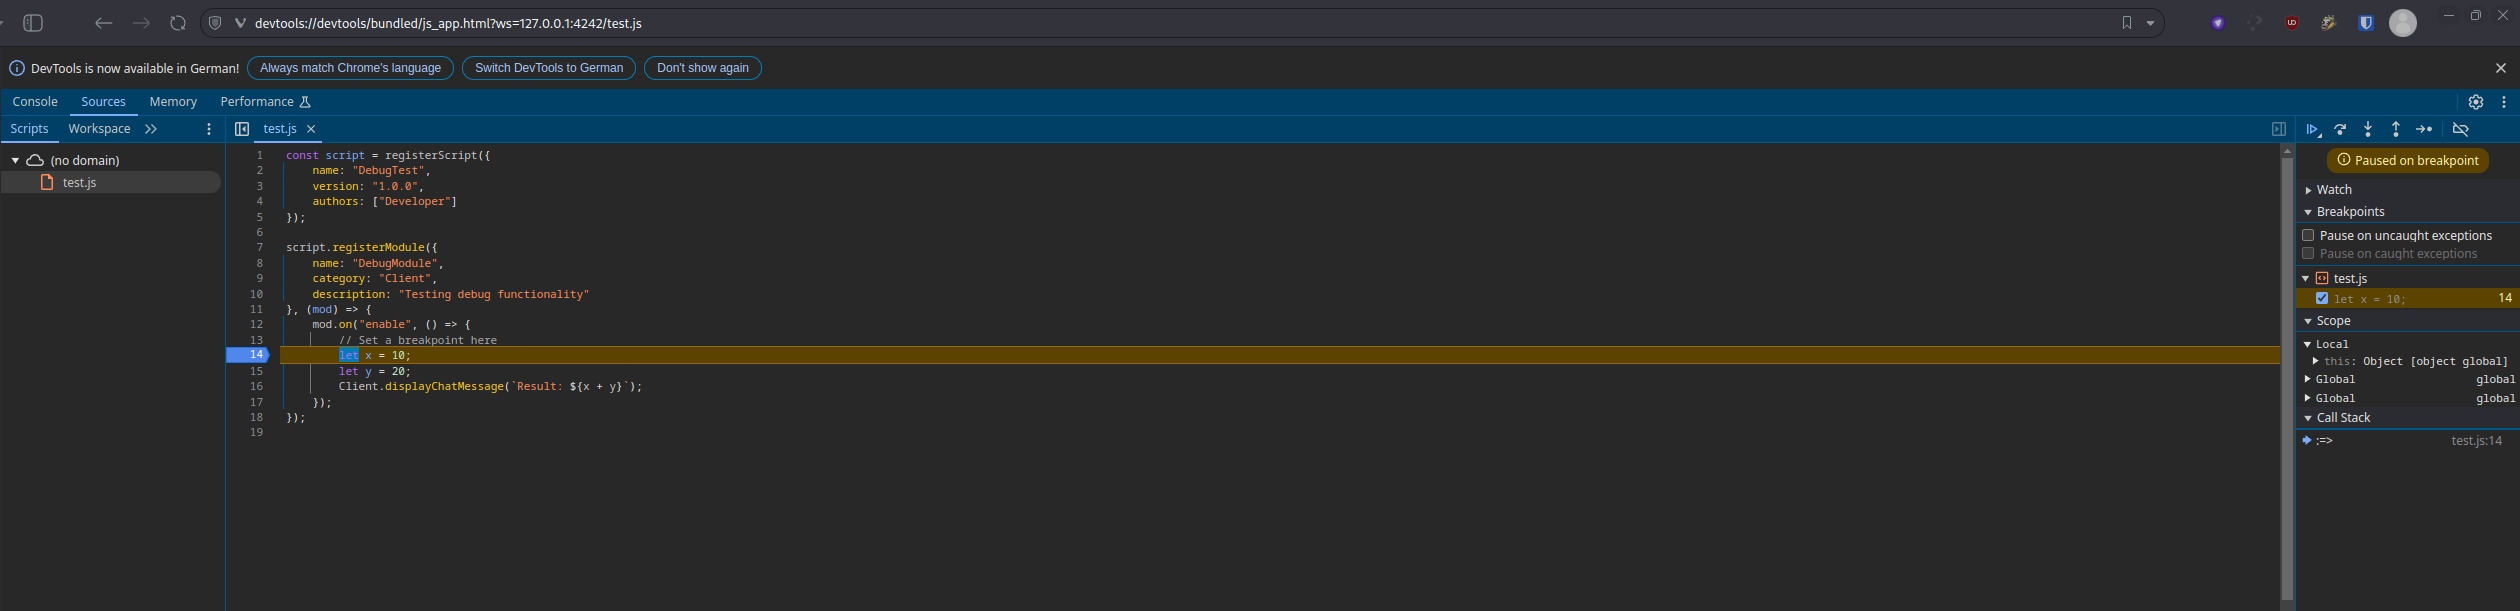 devtools://devtools/bundled/js_app.html?ws=127.0.0.1:4242/test.js
DevTools is now available in German! Always match Chrome's language Switch DevTools to German Don't show again
Console Sources Memory Performance
Scripts Workspace
test.js
(no domain)
test.js
1 const script = registerScript({
2 name: "DebugTest",
3 version: "1.0.0",
4 authors: ["Developer"]
5 });
6
7 script.registerModule({
8 name: "DebugModule",
9 category: "Client",
10 description: "Testing debug functionality"
11 }, (mod) => {
12 mod.on("enable", () => {
13 // Set a breakpoint here
14 let x = 10;
15 let y = 20;
16 Client.displayChatMessage(`Result: ${x + y}`);
17 });
18 });
19
Paused on breakpoint
Watch
Breakpoints
Pause on uncaught exceptions
Pause on caught exceptions
test.js
let x = 10; 14
Scope
Local
this: Object [object global]
Global global
Global global
Call Stack
:=> test.js:14